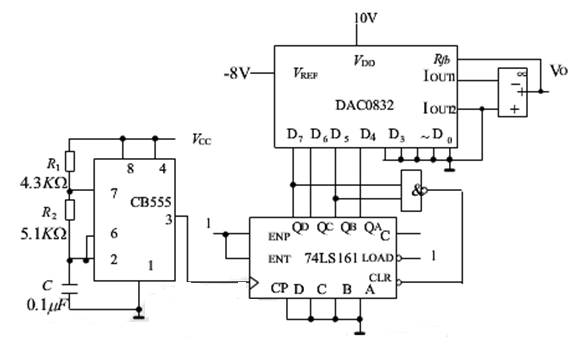 10V
-8V
VREF
VDD
Rfb
IOUT1
IOUT2
DAC0832
D7 D6 D5 D4 D3 ~ D0
∞
-
+
+
VO
VCC
R1
4.3KΩ
R2
5.1KΩ
C
0.1μF
8 4
7
CB555
3
6
2
1
&
1
QD QC QB QA C
ENP
ENT 74LS161 LOAD
1
CLR
CP D C B A